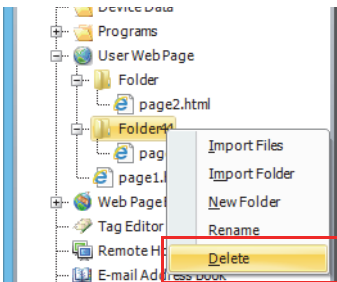 Device Data
Programs
User Web Page
Folder
page2.html
Folder
pag
page1.
Web Page
Tag Editor
Remote H
E-mail Address Book
Import Files
Import Folder
New Folder
Rename
Delete